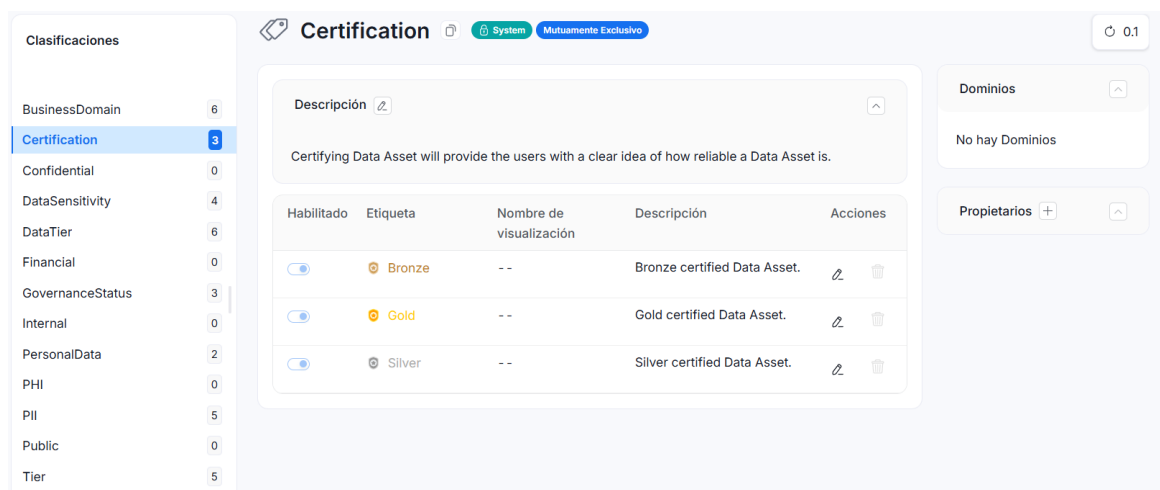 Clasificaciones
BusinessDomain 6
Certification 3
Confidential 0
DataSensitivity 4
DataTier 6
Financial 0
GovernanceStatus 3
Internal 0
PersonalData 2
PHI 0
PII 5
Public 0
Tier 5
Certification System Mutuamente Exclusivo
0.1
Descripción
Certifying Data Asset will provide the users with a clear idea of how reliable a Data Asset is.
Habilitado Etiqueta Nombre de visualización Descripción Acciones
Bronze -- Bronze certified Data Asset.
Gold -- Gold certified Data Asset.
Silver -- Silver certified Data Asset.
Dominios
No hay Dominios
Propietarios